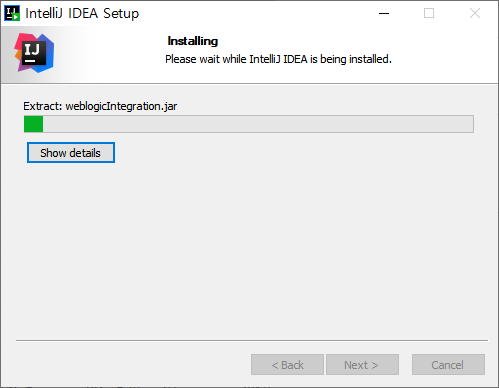 IntelliJ IDEA Setup
IJ
Installing
Please wait while IntelliJ IDEA is being installed.
Extract: weblogicIntegration.jar
Show details
< Back
Next >
Cancel